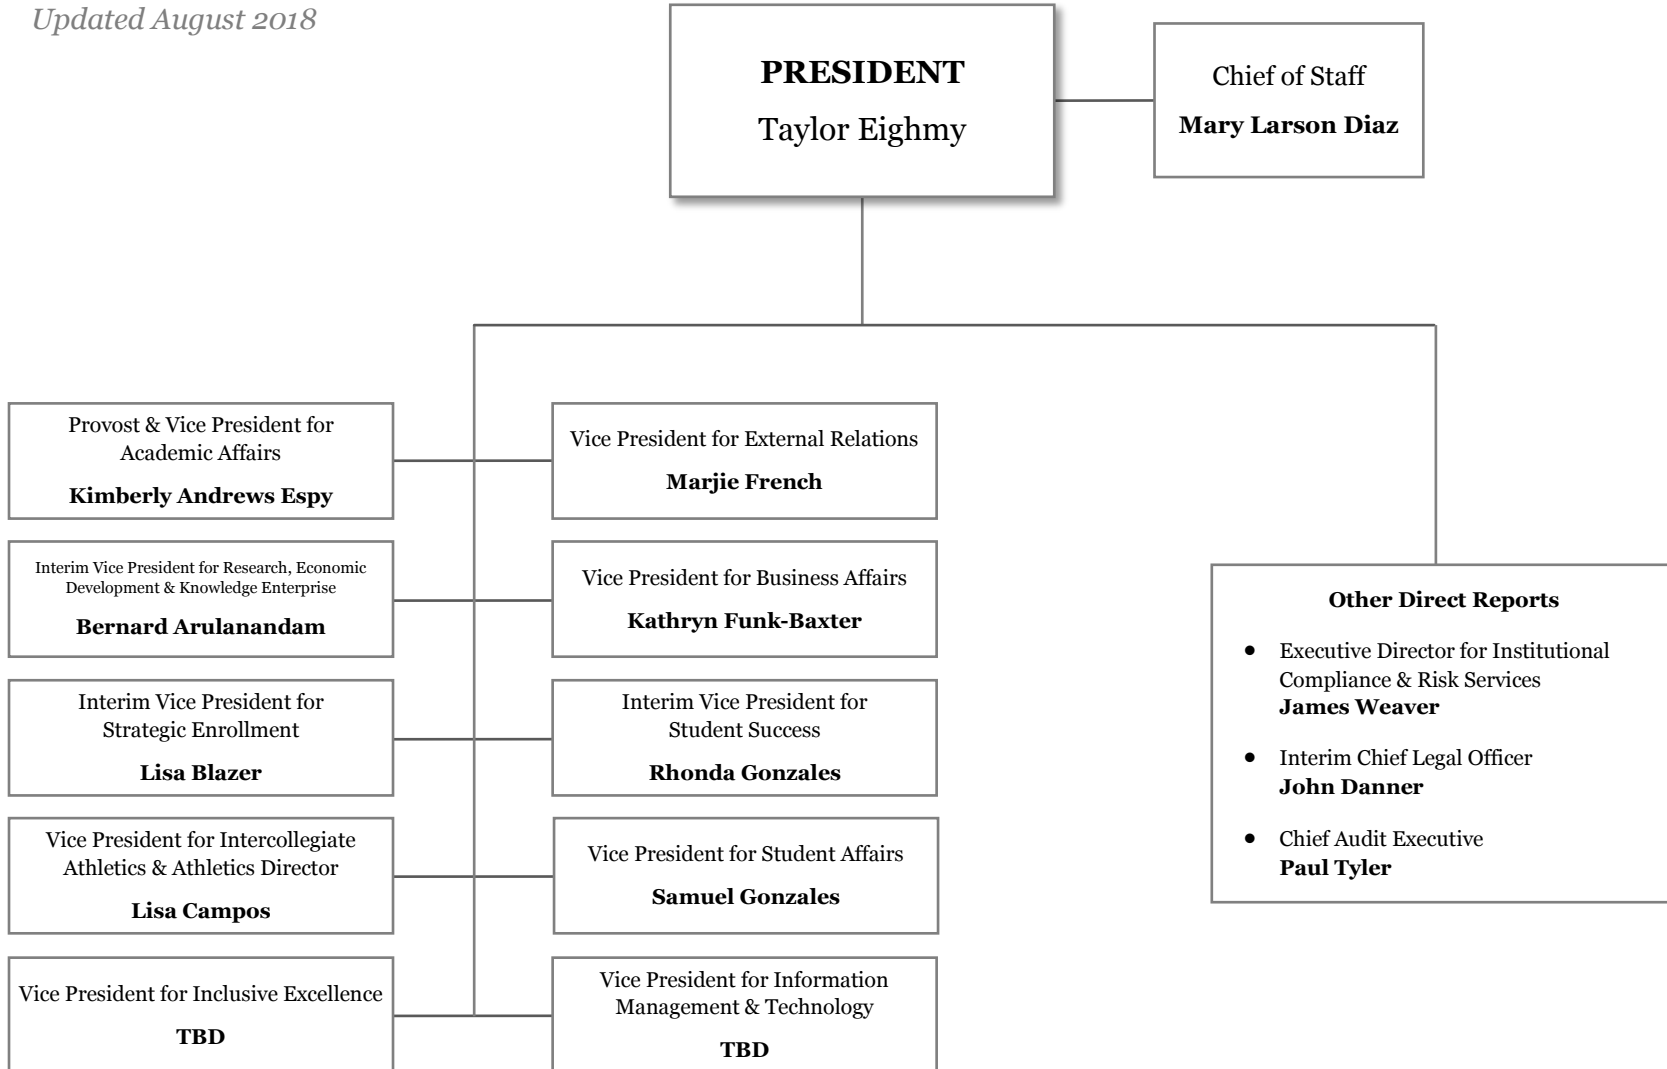 Updated August 2018
PRESIDENT
Taylor Eighmy
Chief of Staff
Mary Larson Diaz
Provost & Vice President for
Academic Affairs
Kimberly Andrews Espy
Vice President for External Relations
Marjie French
Interim Vice President for Research, Economic
Development & Knowledge Enterprise
Bernard Arulanandam
Vice President for Business Affairs
Kathryn Funk-Baxter
Interim Vice President for
Strategic Enrollment
Lisa Blazer
Interim Vice President for
Student Success
Rhonda Gonzales
Vice President for Intercollegiate
Athletics & Athletics Director
Lisa Campos
Vice President for Student Affairs
Samuel Gonzales
Vice President for Inclusive Excellence
TBD
Vice President for Information
Management & Technology
TBD
Other Direct Reports
• Executive Director for Institutional
Compliance & Risk Services
James Weaver
• Interim Chief Legal Officer
John Danner
• Chief Audit Executive
Paul Tyler